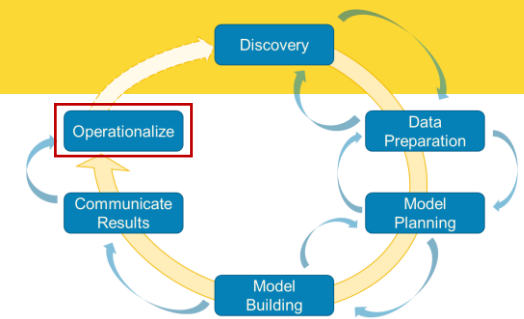 Discovery
Operationalize
Data
Preparation
Communicate
Results
Model
Planning
Model
Building